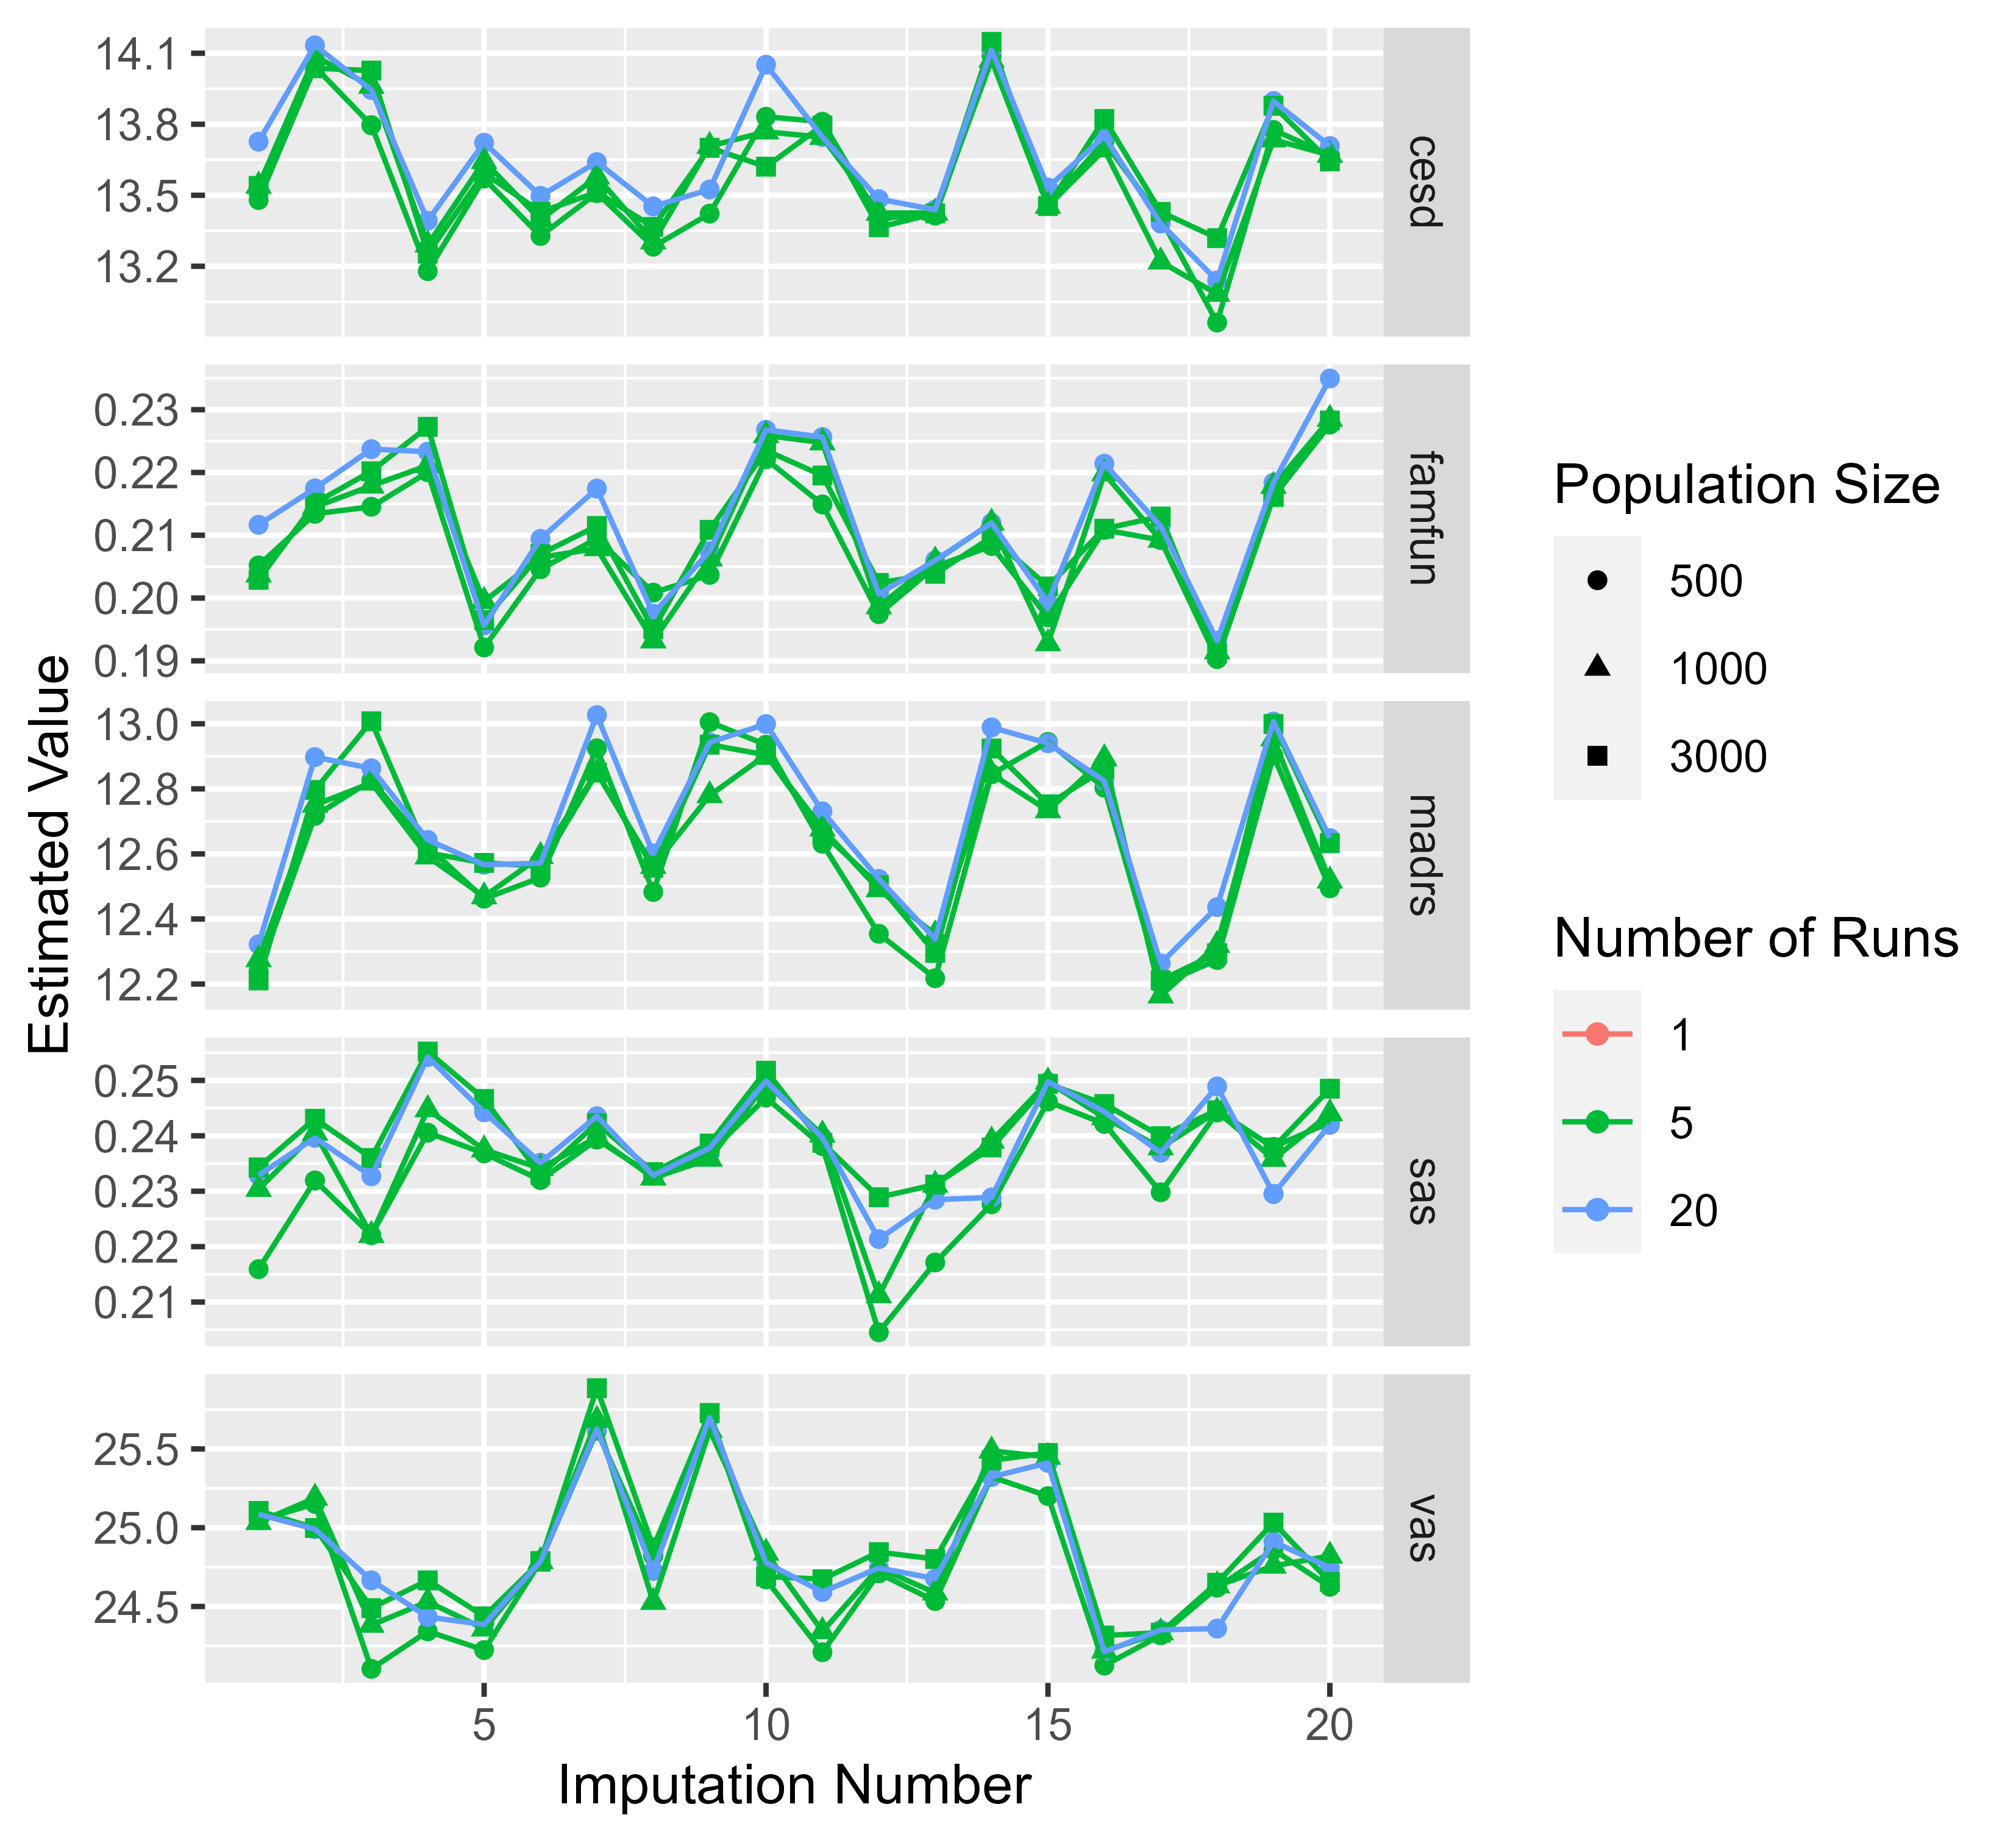 14.1
13.8
13.5
13.2
cesd
0.23
0.22
0.21
0.20
0.19
famfun
13.0
12.8
12.6
12.4
12.2
madrs
0.25
0.24
0.23
0.22
0.21
sas
25.5
25.0
24.5
vas
5 10 15 20
Imputation Number
Estimated Value
Population Size
500
1000
3000
Number of Runs
1
5
20